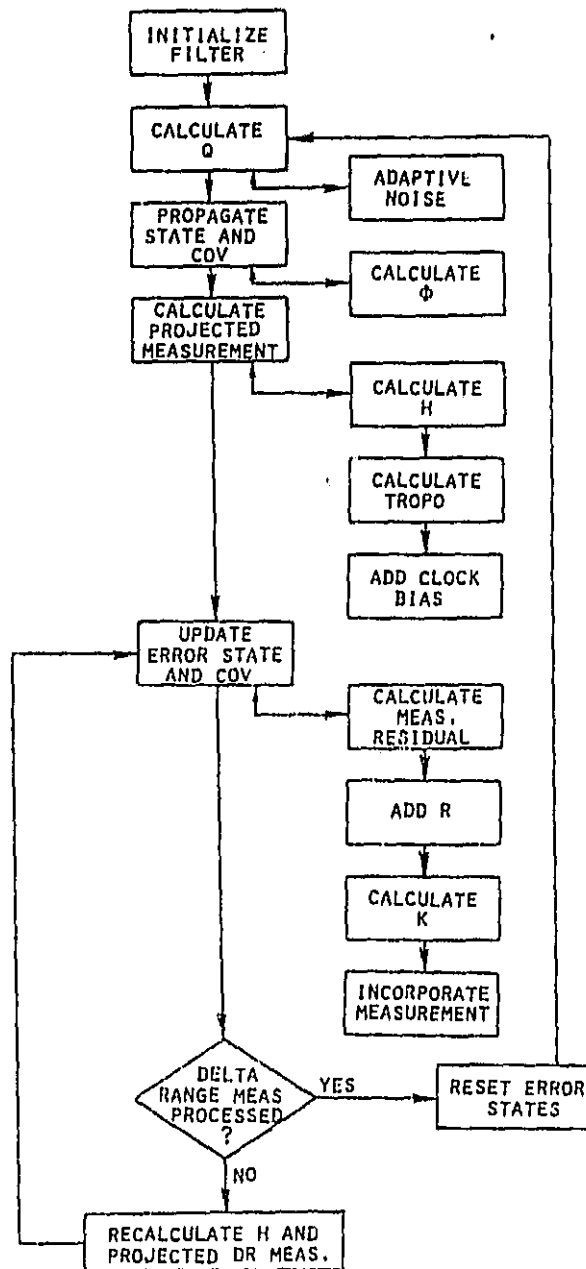 INITIALIZE
FILTER
CALCULATE
Q
ADAPTIVE
NOISE
PROPAGATE
STATE AND
COV
CALCULATE
Φ
CALCULATE
PROJECTED
MEASUREMENT
CALCULATE
H
CALCULATE
TROPO
ADD CLOCK
BIAS
UPDATE
ERROR STATE
AND COV
CALCULATE
MEAS.
RESIDUAL
ADD R
CALCULATE
K
INCORPORATE
MEASUREMENT
DELTA
RANGE MEAS
PROCESSED
?
YES
RESET ERROR
STATES
NO
RECALCULATE H AND
PROJECTED DR MEAS.